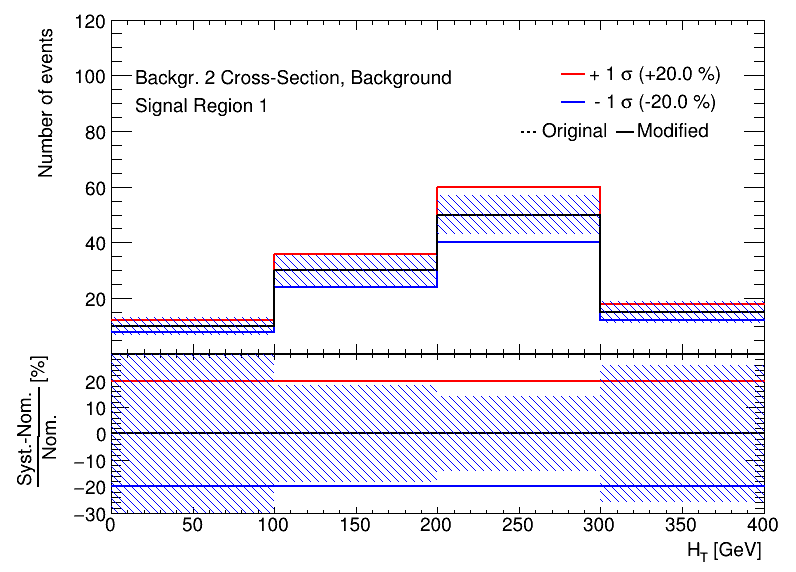 Number of events
120
100
80
60
40
20
Backgr. 2 Cross-Section, Background
Signal Region 1
+ 1 σ (+20.0 %)
- 1 σ (-20.0 %)
Original Modified
Syst.-Nom.
Nom.
[%]
20
10
0
−10
−20
−30
0 50 100 150 200 250 300 350 400
H_T [GeV]